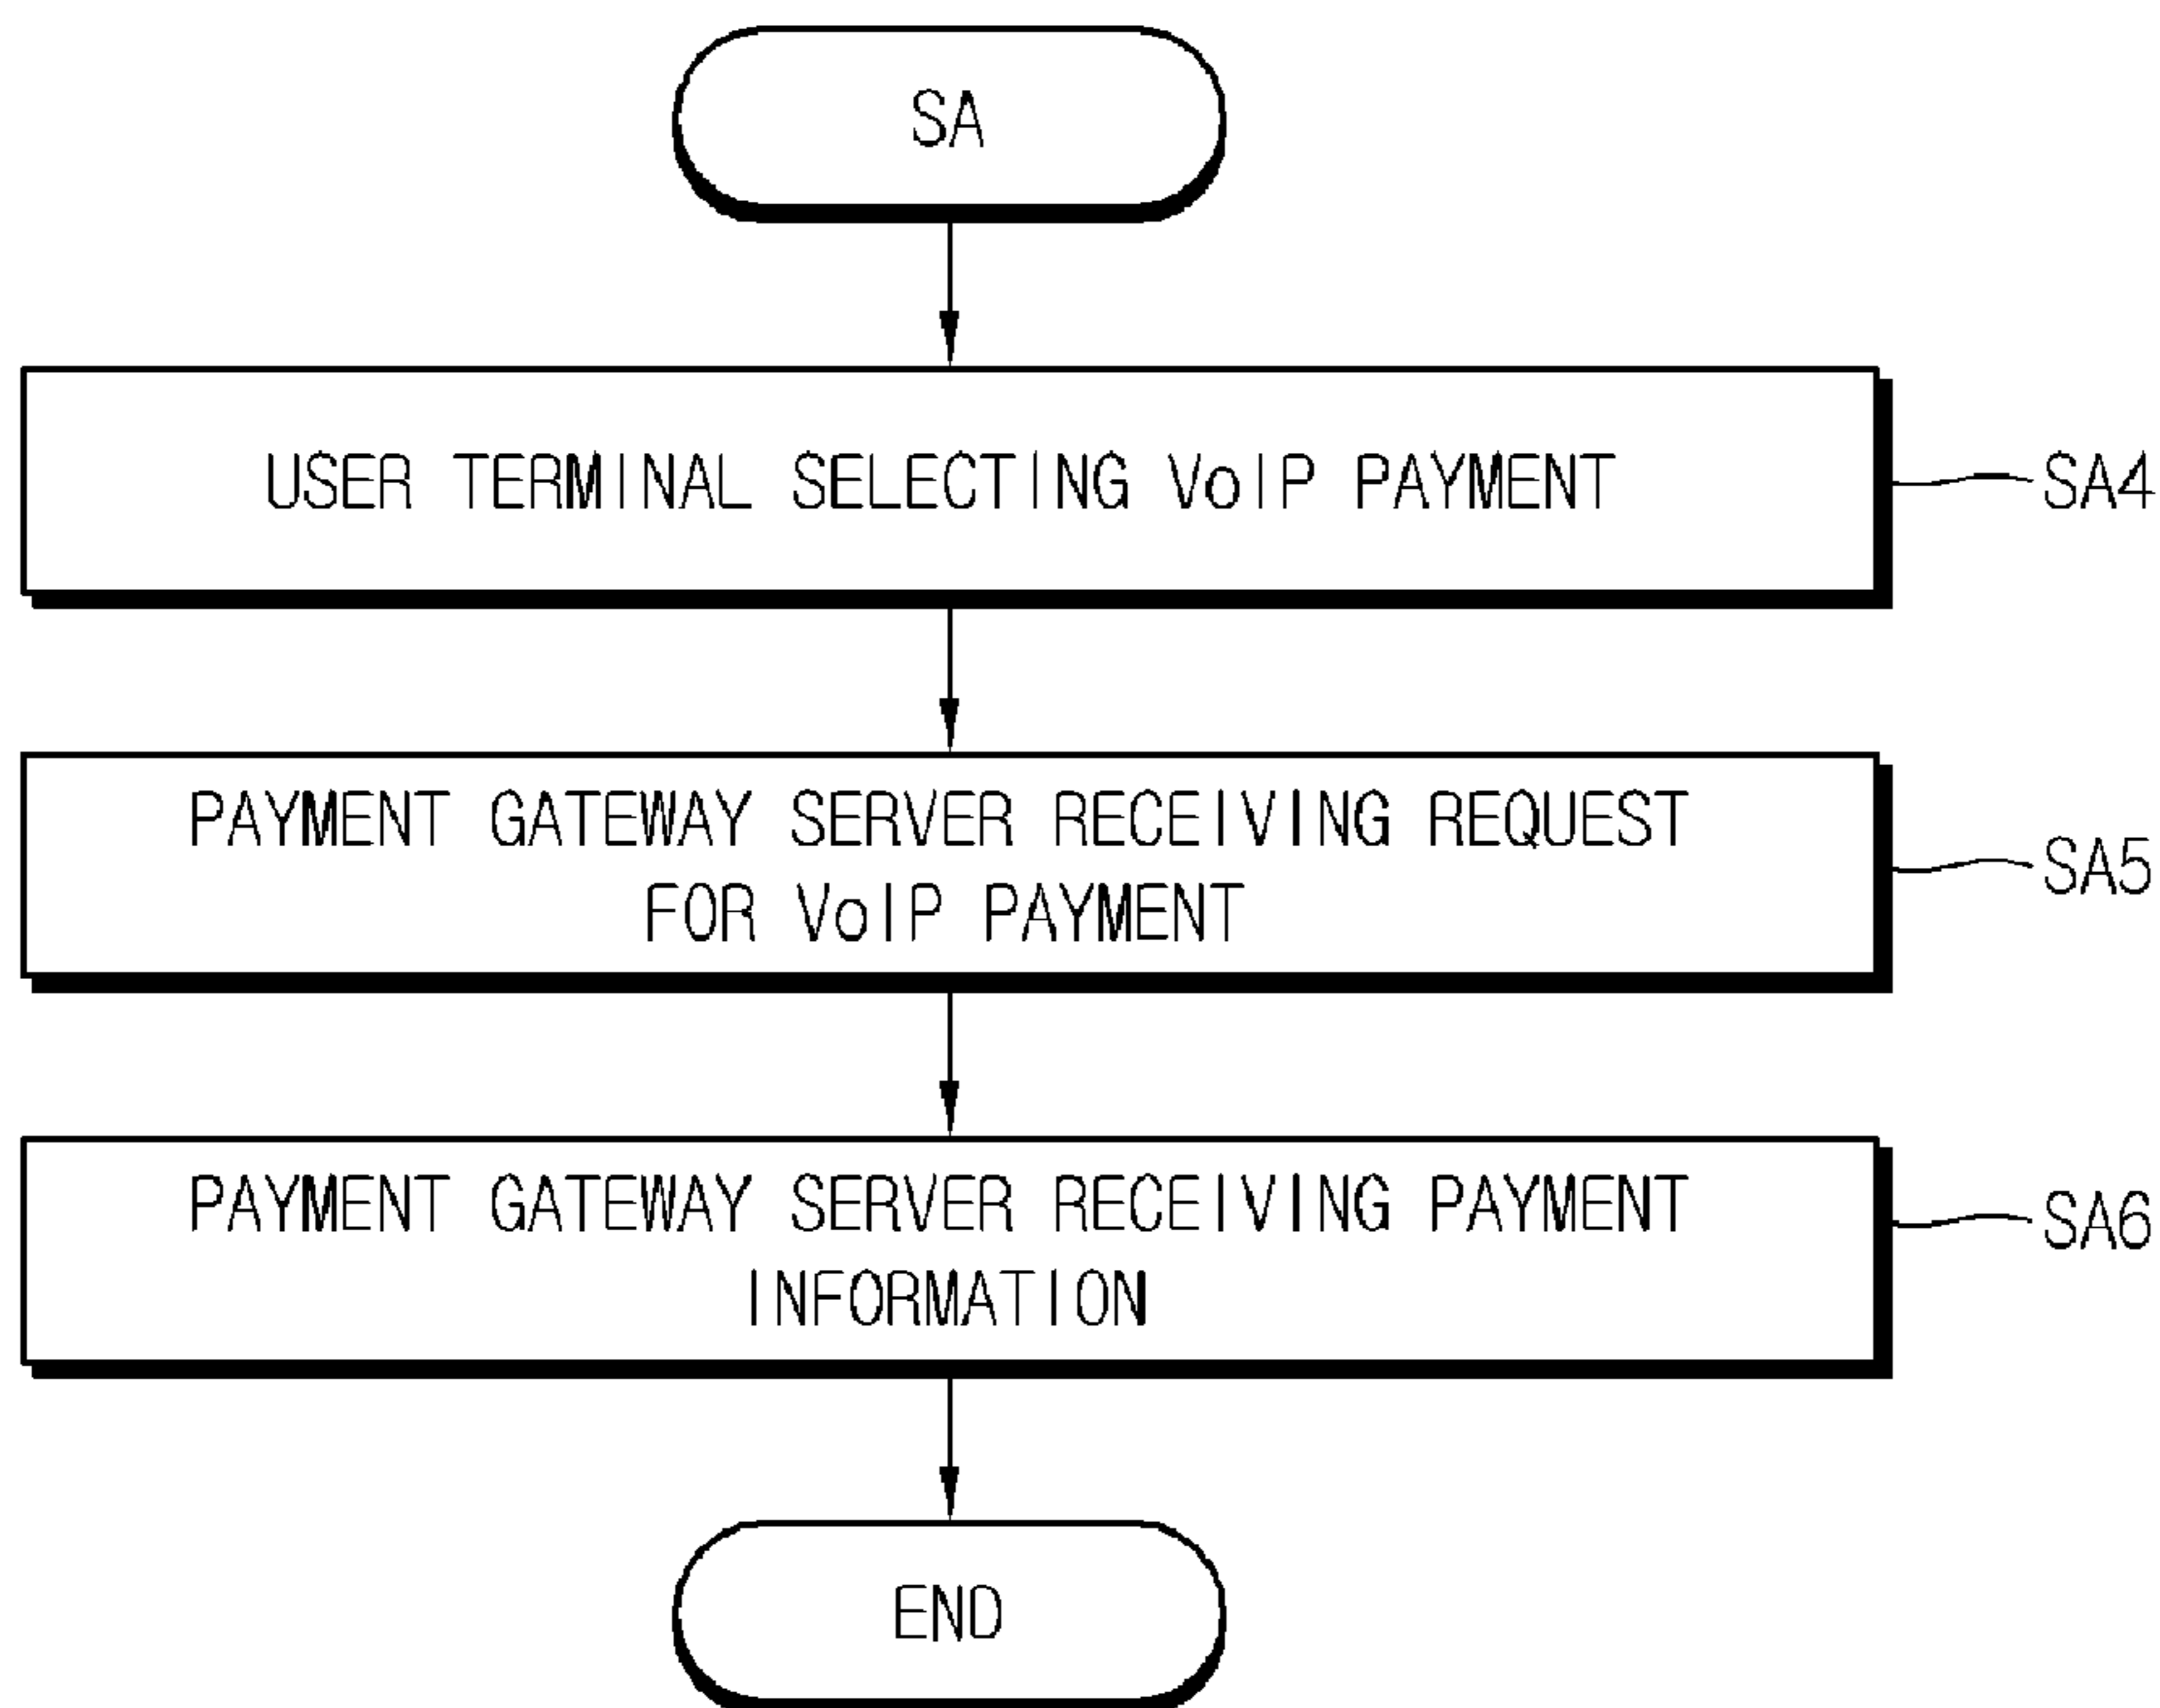 SA
USER TERMINAL SELECTING VoIP PAYMENT
SA4
PAYMENT GATEWAY SERVER RECEIVING REQUEST
FOR VoIP PAYMENT
SA5
PAYMENT GATEWAY SERVER RECEIVING PAYMENT
INFORMATION
SA6
END